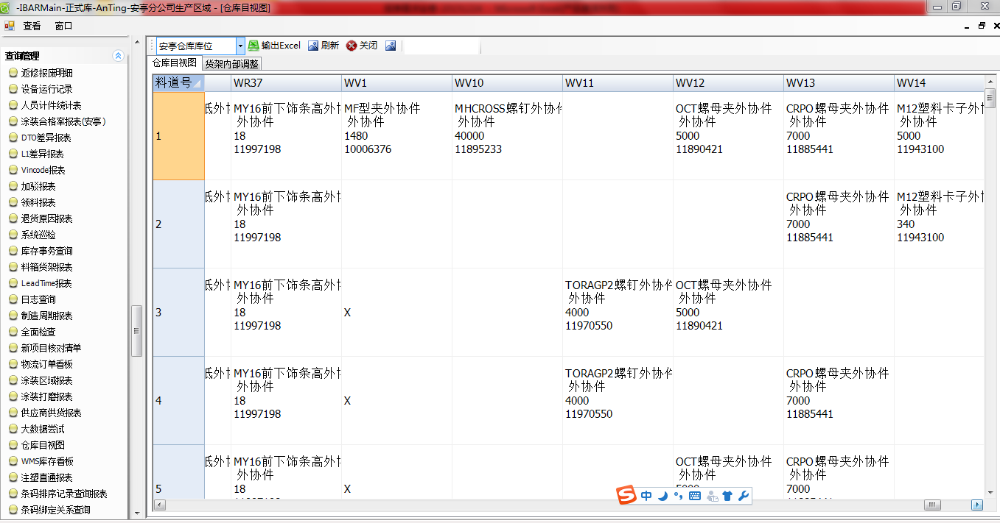 -IBARMain-正式库-AnTing-安亭分公司生产区域 - [仓库目视图]
查看 窗口
查询管理
返修报废明细
设备运行记录
人员计件统计表
涂装合格率报表(安亭)
DTO差异报表
L1差异报表
Vincode报表
加驳报表
领料报表
退货原因报表
系统巡检
库存事务查询
料箱货架报表
LeadTime报表
日志查询
制造周期报表
全面检查
新项目核对清单
物流订单看板
涂装区域报表
涂装打磨报表
供应商供货报表
大数据尝试
仓库目视图
WMS库存看板
注塑直通报表
条码排序记录查询报表
条码绑定关系查询
安亭仓库库位 输出Excel 刷新 关闭
仓库目视图 货架内部调整
料道号 WR37 WV1 WV10 WV11 WV12 WV13 WV14
低外协 MY16前下饰条高外协 MF型夹外协件 MHCROSS螺钉外协件 OCT螺母夹外协件 CRPO螺母夹外协件 M12塑料卡子外协
外协件 外协件 外协件 外协件 外协件 外协件
1 18 1480 40000 5000 7000 5000
11997198 10006376 11895233 11890421 11885441 11943100
低外协 MY16前下饰条高外协 CRPO螺母夹外协件 M12塑料卡子外协
外协件 外协件 外协件
2 18 7000 340
11997198 11885441 11943100
低外协 MY16前下饰条高外协 TORAGP2螺钉外协件 OCT螺母夹外协件
外协件 外协件 外协件
3 18 X 4000 5000
11997198 11970550 11890421
低外协 MY16前下饰条高外协 TORAGP2螺钉外协件 CRPO螺母夹外协件
外协件 外协件 外协件
4 18 X 4000 7000
11997198 11970550 11885441
低外协 MY16前下饰条高外协 OCT螺母夹外协件 CRPO螺母夹外协件
外协件 外协件 外协件
5 18 X 5000 7000
中